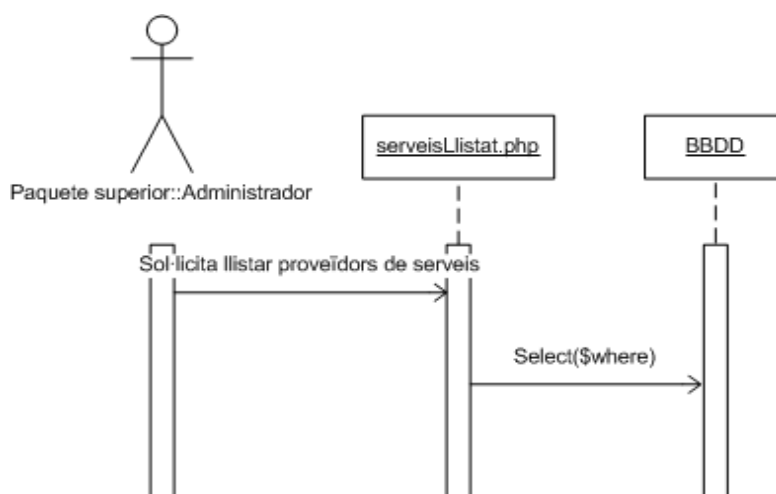 serveisLlistat.php
BBDD
Paquete superior::Administrador
Sol·licita llistar proveïdors de serveis
Select($where)